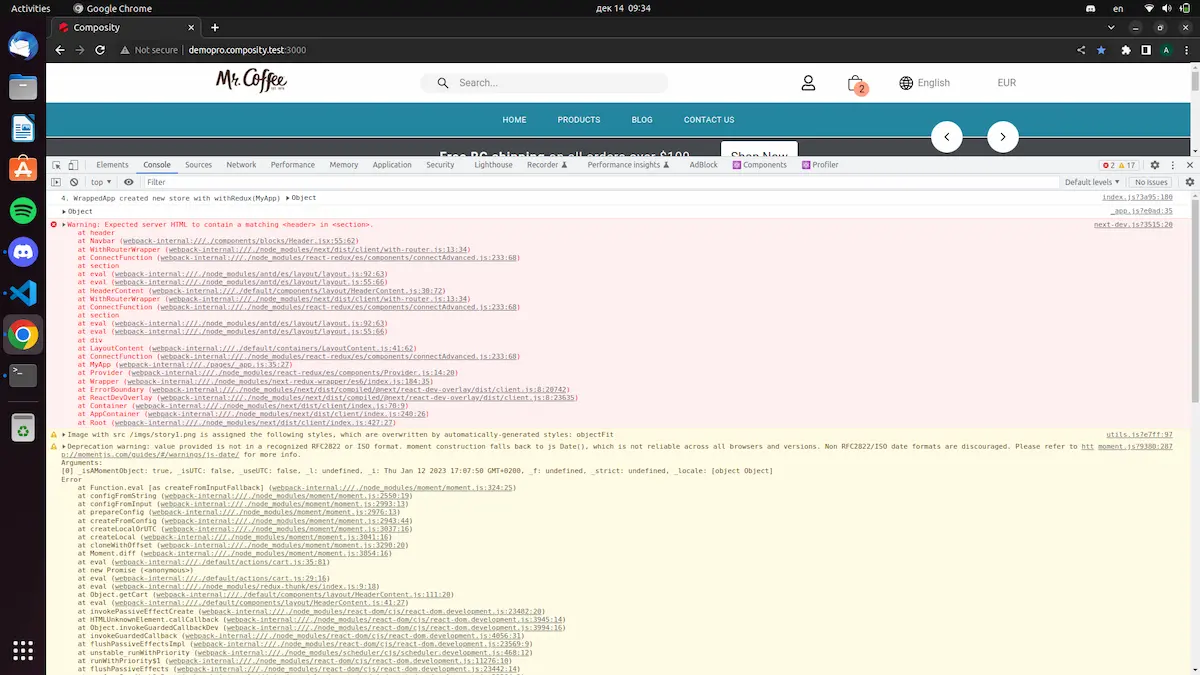 Activities
Google Chrome
дек 14 09:34
en
Composity
Not secure
demopro.composity.test:3000
A
Mr. Coffee
Search...
2
English
EUR
HOME
PRODUCTS
BLOG
CONTACT US
Free BG shipping on all orders over $100
Shop Now
Elements
Console
Sources
Network
Performance
Memory
Application
Security
Lighthouse
Recorder
Performance insights
AdBlock
Components
Profiler
2
17
top
Filter
Default levels
No Issues
4. WrappedApp created new store with withRedux(MyApp) Object
index.js?3a95:180
Object
_app.js?e0ad:35
Warning: Expected server HTML to contain a matching <header> in <section>.
next-dev.js?3515:20
at header
at Navbar (webpack-internal:///./components/blocks/Header.jsx:55:62)
at WithRouterWrapper (webpack-internal:///./node_modules/next/dist/client/with-router.js:13:34)
at ConnectFunction (webpack-internal:///./node_modules/react-redux/es/components/connectAdvanced.js:233:68)
at section
at eval (webpack-internal:///./node_modules/antd/es/layout/layout.js:92:63)
at eval (webpack-internal:///./node_modules/antd/es/layout/layout.js:55:66)
at HeaderContent (webpack-internal:///./default/components/layout/HeaderContent.js:30:72)
at WithRouterWrapper (webpack-internal:///./node_modules/next/dist/client/with-router.js:13:34)
at ConnectFunction (webpack-internal:///./node_modules/react-redux/es/components/connectAdvanced.js:233:68)
at section
at eval (webpack-internal:///./node_modules/antd/es/layout/layout.js:92:63)
at eval (webpack-internal:///./node_modules/antd/es/layout/layout.js:55:66)
at div
at LayoutContent (webpack-internal:///./default/containers/LayoutContent.js:41:62)
at ConnectFunction (webpack-internal:///./node_modules/react-redux/es/components/connectAdvanced.js:233:68)
at MyApp (webpack-internal:///./pages/_app.js:35:27)
at Provider (webpack-internal:///./node_modules/react-redux/es/components/Provider.js:14:20)
at Wrapper (webpack-internal:///./node_modules/next-redux-wrapper/es6/index.js:184:35)
at ErrorBoundary (webpack-internal:///./node_modules/next/dist/compiled/@next/react-dev-overlay/dist/client.js:8:20742)
at ReactDevOverlay (webpack-internal:///./node_modules/next/dist/compiled/@next/react-dev-overlay/dist/client.js:8:23635)
at Container (webpack-internal:///./node_modules/next/dist/client/index.js:70:9)
at AppContainer (webpack-internal:///./node_modules/next/dist/client/index.js:240:26)
at Root (webpack-internal:///./node_modules/next/dist/client/index.js:427:27)
Image with src /imgs/story1.png is assigned the following styles, which are overwritten by automatically-generated styles: objectFit
utils.js?e7ff:97
Deprecation warning: value provided is not in a recognized RFC2822 or ISO format. moment construction falls back to js Date(), which is not reliable across all browsers and versions. Non RFC2822/ISO date formats are discouraged. Please refer to htt
moment.js?9380:287
p://momentjs.com/guides/#/warnings/js-date/ for more info.
Arguments:
[0] _isAMomentObject: true, _isUTC: false, _useUTC: false, _l: undefined, _i: Thu Jan 12 2023 17:07:50 GMT+0200, _f: undefined, _strict: undefined, _locale: [object Object]
Error
at Function.eval [as createFromInputFallback] (webpack-internal:///./node_modules/moment/moment.js:324:25)
at configFromString (webpack-internal:///./node_modules/moment/moment.js:2550:19)
at configFromInput (webpack-internal:///./node_modules/moment/moment.js:2993:13)
at prepareConfig (webpack-internal:///./node_modules/moment/moment.js:2976:13)
at createFromConfig (webpack-internal:///./node_modules/moment/moment.js:2943:44)
at createLocalOrUTC (webpack-internal:///./node_modules/moment/moment.js:3037:16)
at createLocal (webpack-internal:///./node_modules/moment/moment.js:3041:16)
at cloneWithOffset (webpack-internal:///./node_modules/moment/moment.js:3290:20)
at Moment.diff (webpack-internal:///./node_modules/moment/moment.js:3854:16)
at eval (webpack-internal:///./default/actions/cart.js:35:81)
at new Promise (<anonymous>)
at eval (webpack-internal:///./default/actions/cart.js:29:16)
at eval (webpack-internal:///./node_modules/redux-thunk/es/index.js:9:18)
at Object.getCart (webpack-internal:///./default/components/layout/HeaderContent.js:111:20)
at eval (webpack-internal:///./default/components/layout/HeaderContent.js:41:27)
at invokePassiveEffectCreate (webpack-internal:///./node_modules/react-dom/cjs/react-dom.development.js:23482:20)
at HTMLUnknownElement.callCallback (webpack-internal:///./node_modules/react-dom/cjs/react-dom.development.js:3945:14)
at Object.invokeGuardedCallbackDev (webpack-internal:///./node_modules/react-dom/cjs/react-dom.development.js:3994:16)
at invokeGuardedCallback (webpack-internal:///./node_modules/react-dom/cjs/react-dom.development.js:4056:31)
at flushPassiveEffectsImpl (webpack-internal:///./node_modules/react-dom/cjs/react-dom.development.js:23569:9)
at unstable_runWithPriority (webpack-internal:///./node_modules/scheduler/cjs/scheduler.development.js:468:12)
at runWithPriority$1 (webpack-internal:///./node_modules/react-dom/cjs/react-dom.development.js:11276:10)
at flushPassiveEffects (webpack-internal:///./node_modules/react-dom/cjs/react-dom.development.js:23442:14)